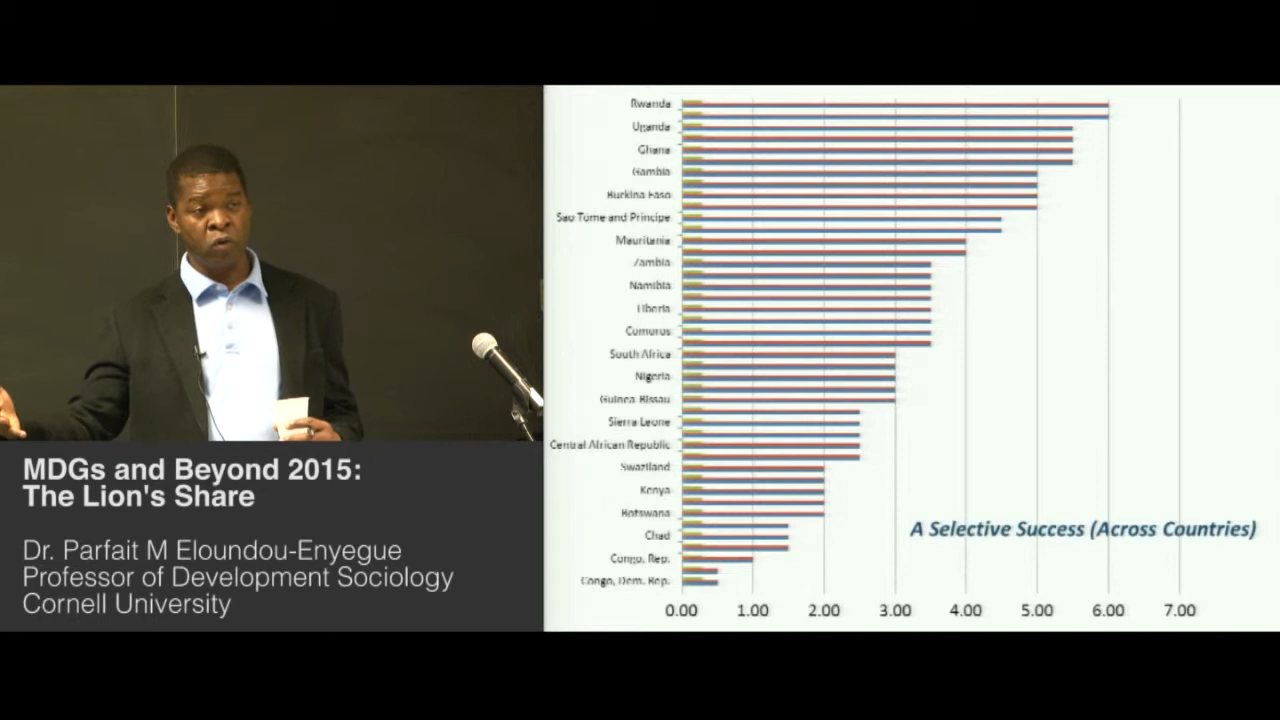 MDGs and Beyond 2015:
The Lion's Share
Dr. Parfait M Eloundou-Enyegue
Professor of Development Sociology
Cornell University
Rwanda
Uganda
Ghana
Gambia
Burkina Faso
Sao Tome and Principe
Mauritania
Zambia
Namibia
Liberia
Comoros
South Africa
Nigeria
Guinea-Bissau
Sierra Leone
Central African Republic
Swaziland
Kenya
Botswana
Chad
Congo, Rep.
Congo, Dem. Rep.
A Selective Success (Across Countries)
0.00 1.00 2.00 3.00 4.00 5.00 6.00 7.00